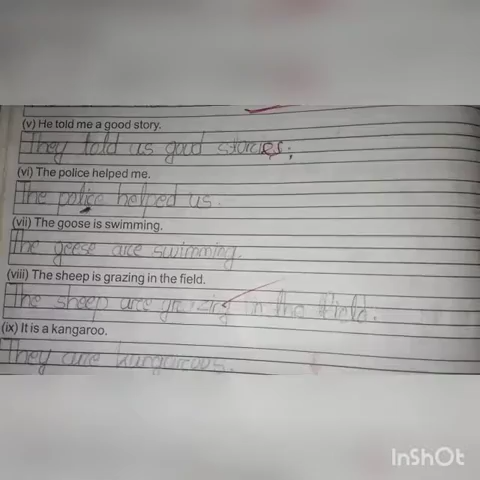 (v) He told me a good story.
They told us good stories.
(vi) The police helped me.
The police helped us.
(vii) The goose is swimming.
The geese are swimming.
(viii) The sheep is grazing in the field.
The sheep are grazing in the field.
(ix) It is a kangaroo.
They are kangaroos.
InShOt